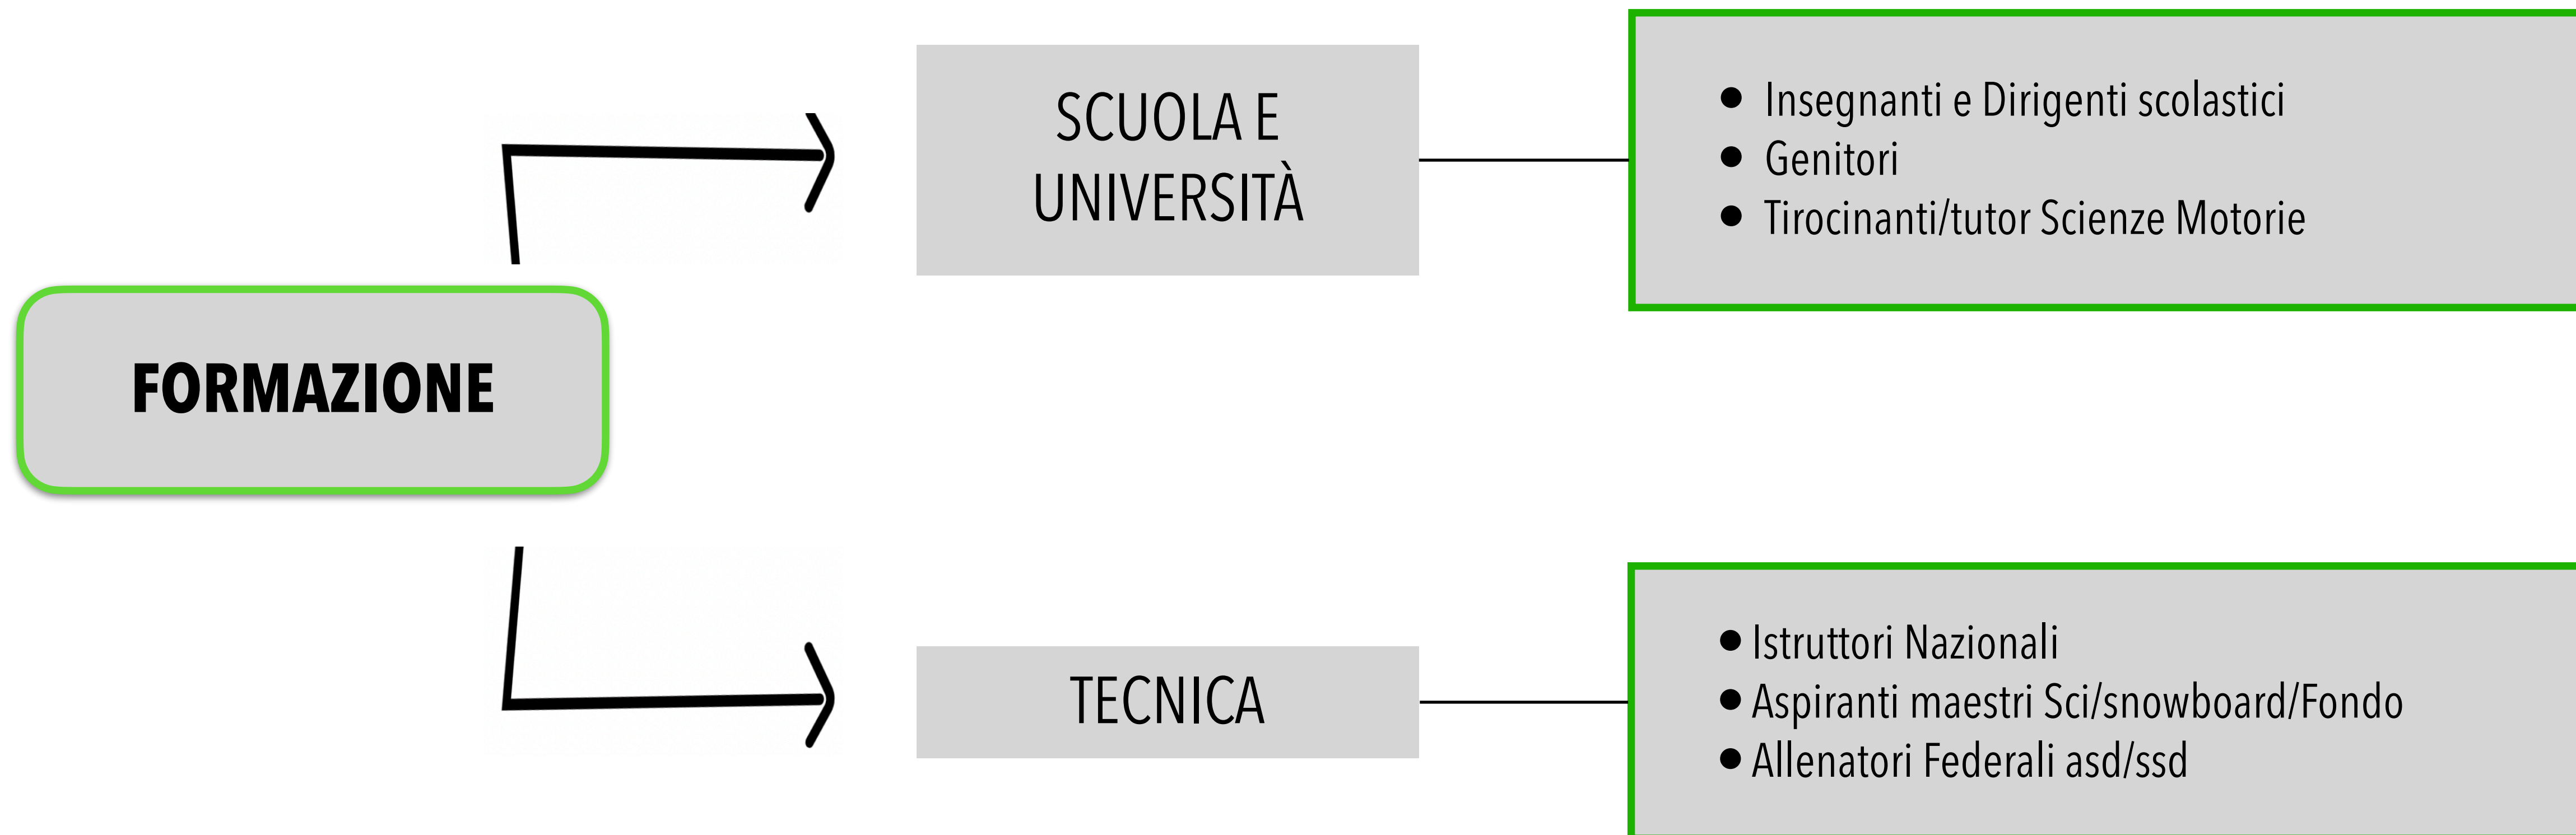 SCUOLA E
UNIVERSITÀ
● Insegnanti e Dirigenti scolastici
● Genitori
● Tirocinanti/tutor Scienze Motorie
FORMAZIONE
TECNICA
● Istruttori Nazionali
● Aspiranti maestri Sci/snowboard/Fondo
● Allenatori Federali asd/ssd